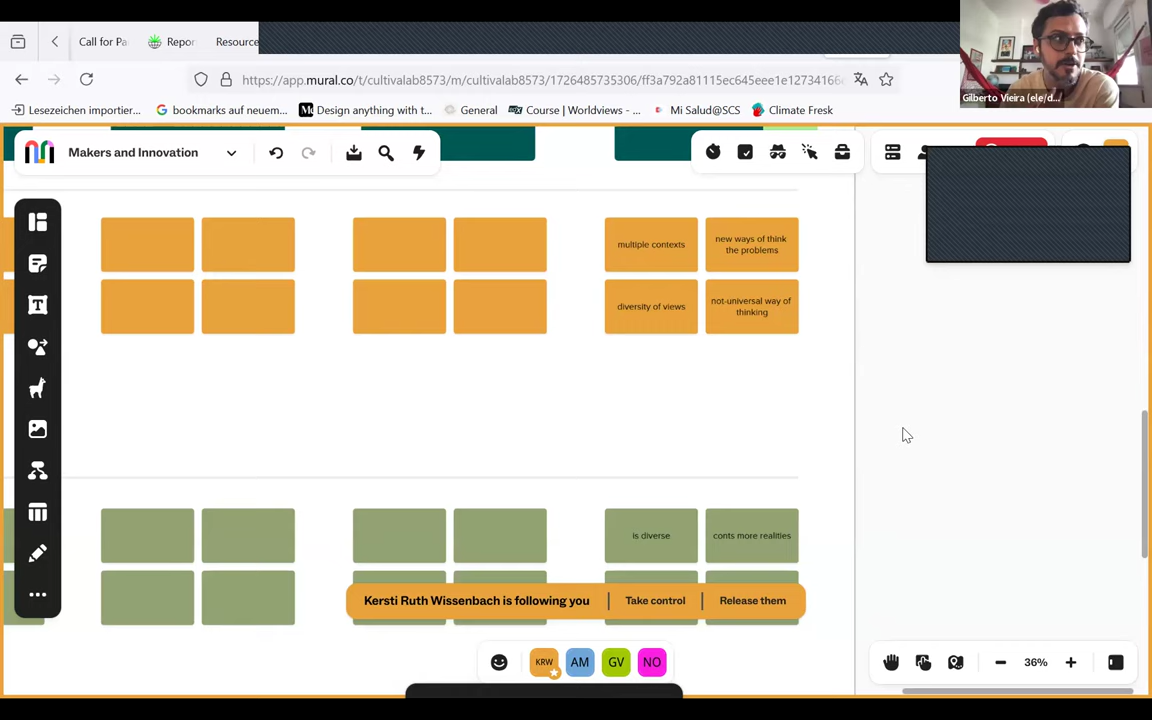 Call for Pa
Repor
Resource
https://app.mural.co/t/cultivalab8573/m/cultivalab8573/1726485735306/ff3a792a81115ec645eee1e12734166
Lesezeichen importier...
bookmarks auf neuem...
Design anything with t...
General
Course | Worldviews - ...
Mi Salud@SCS
Climate Fresk
Gilberto Vieira (ele/d...
Makers and Innovation
multiple contexts
new ways of think
the problems
diversity of views
not-universal way of
thinking
is diverse
conts more realities
Kersti Ruth Wissenbach is following you
Take control
Release them
KRW
AM
GV
NO
36%